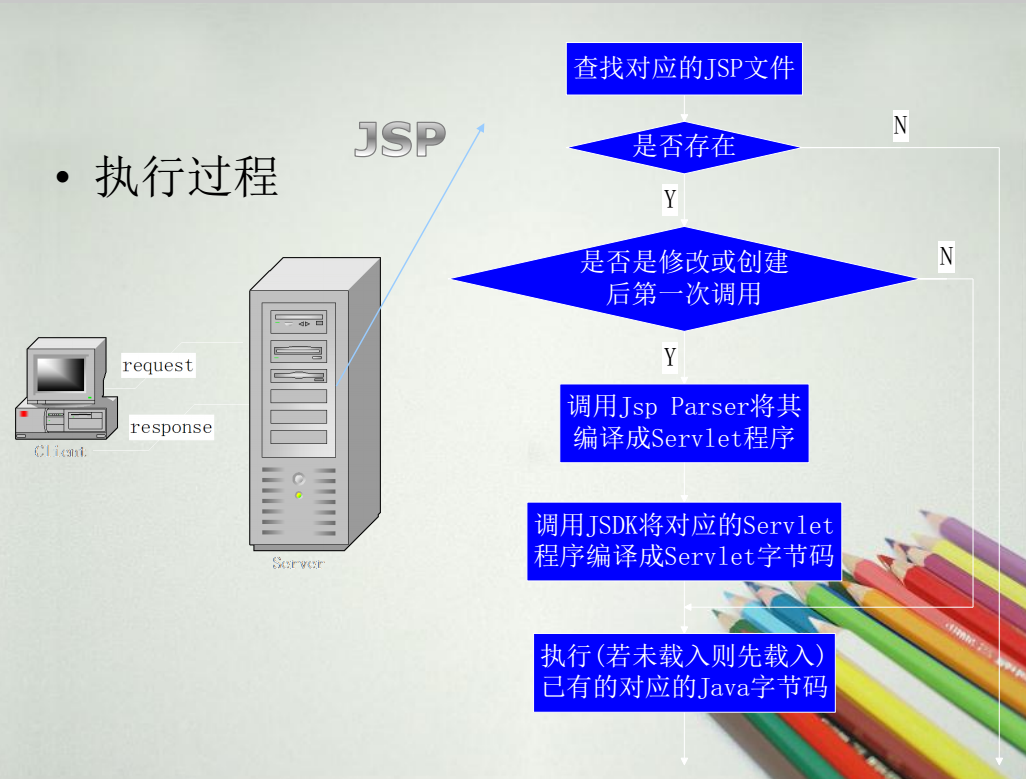 查找对应的JSP文件
是否存在
N
JSP
• 执行过程
Y
是否是修改或创建
后第一次调用
N
Y
request
response
Client
Server
调用Jsp Parser将其
编译成Servlet程序
调用JSDK将对应的Servlet
程序编译成Servlet字节码
执行(若未载入则先载入)
已有的对应的Java字节码